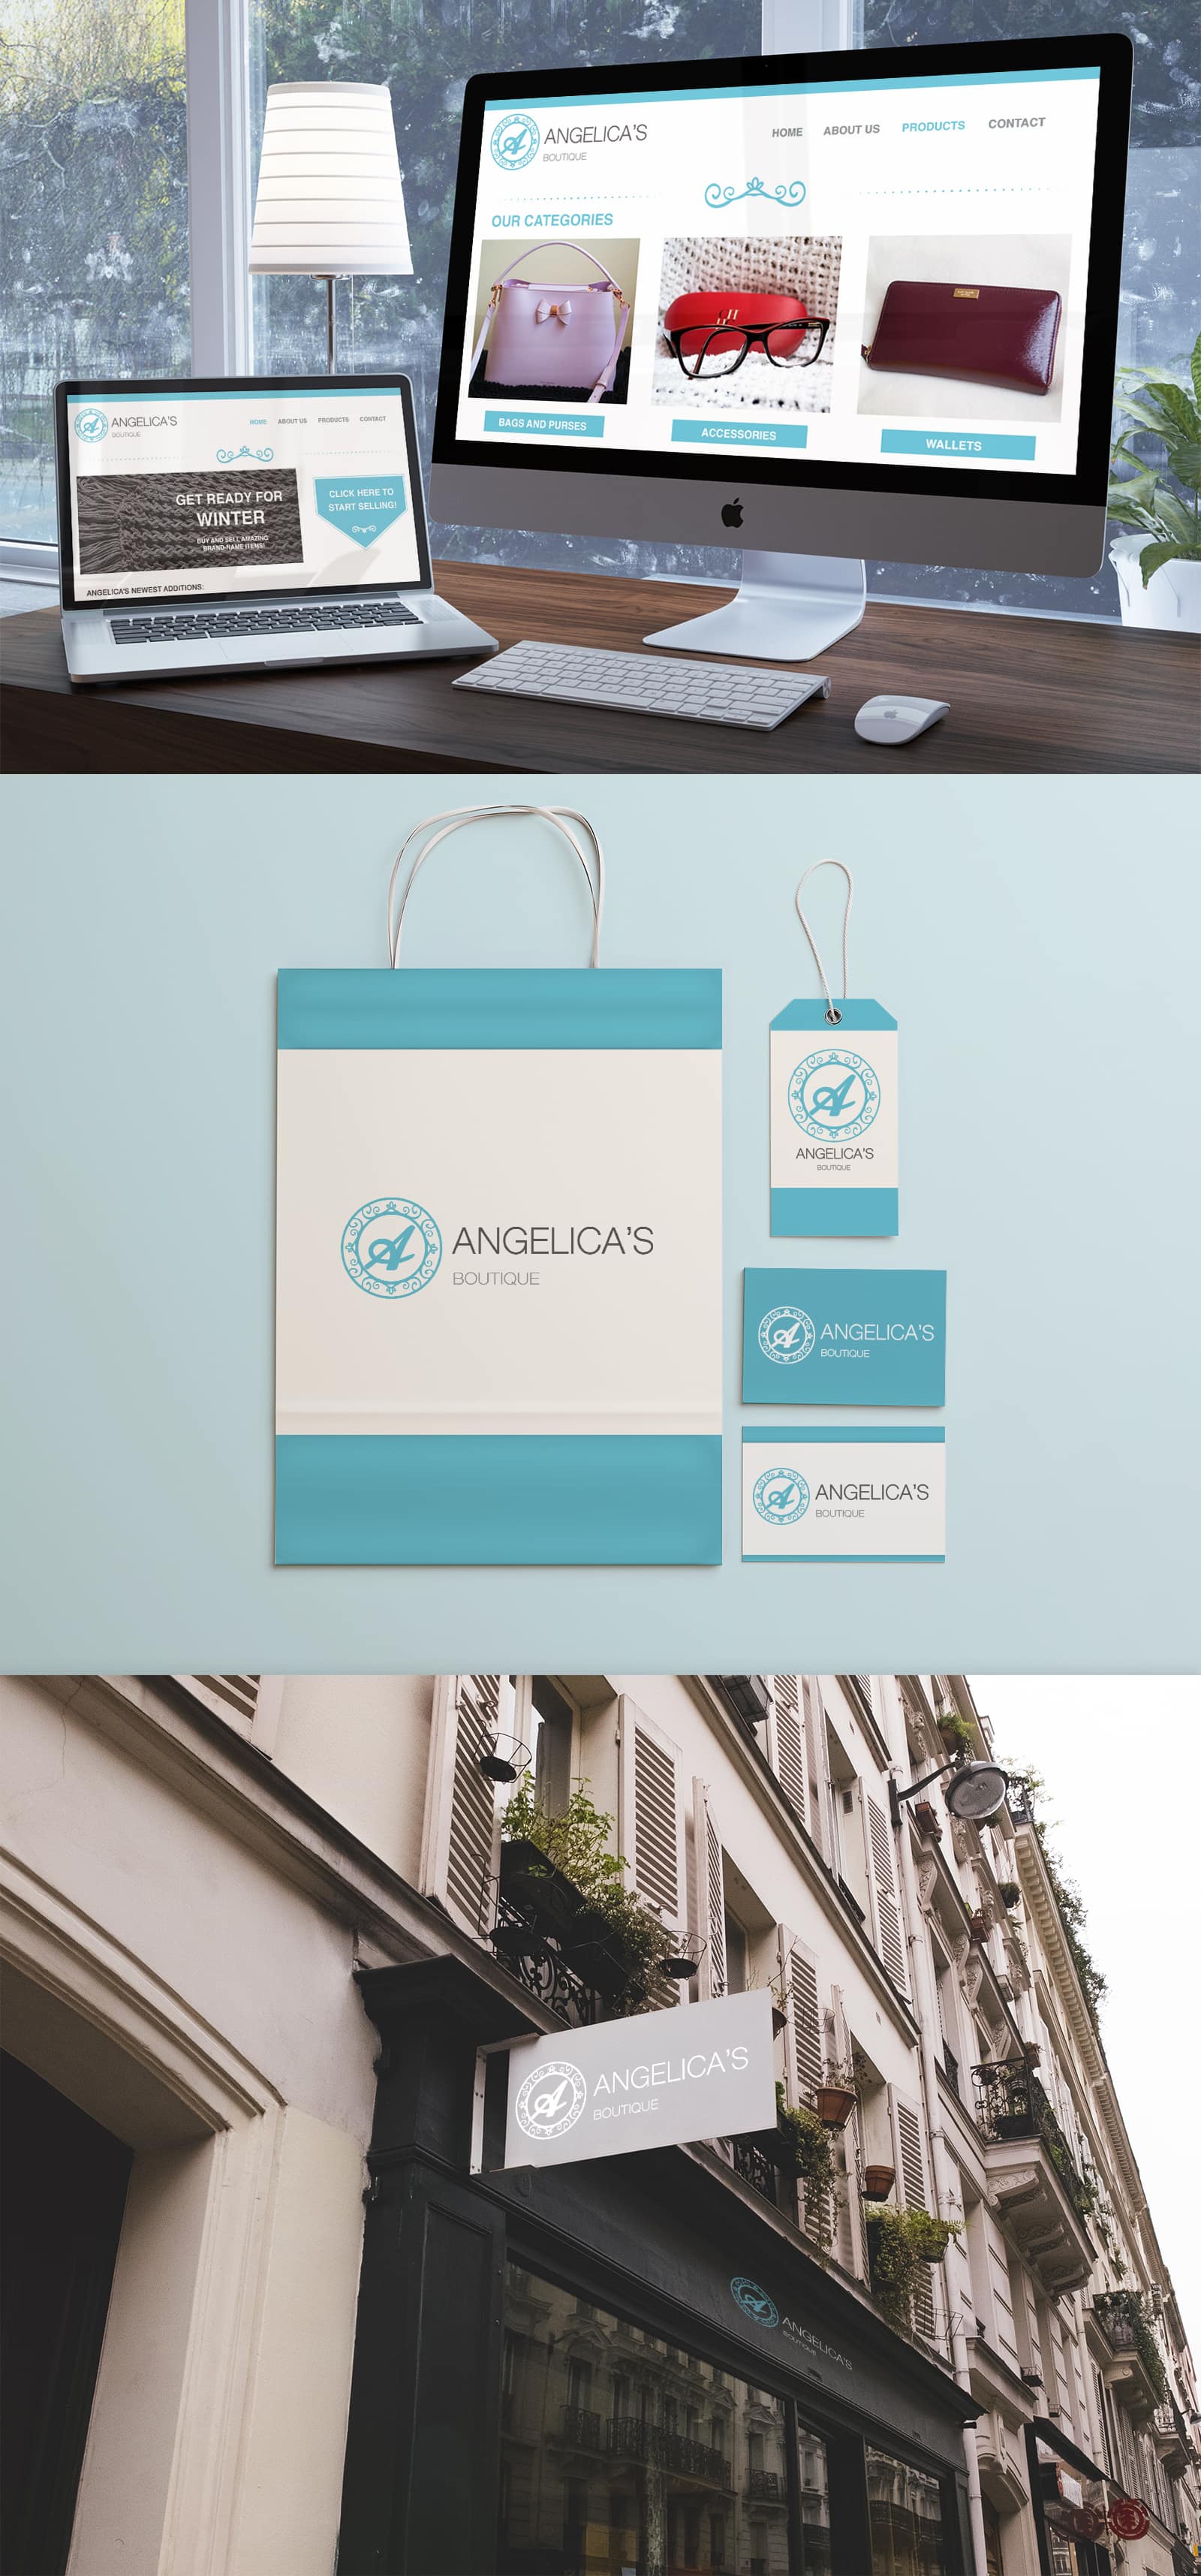 ANGELICA'S
BOUTIQUE
HOME ABOUT US PRODUCTS CONTACT
OUR CATEGORIES
BAGS AND PURSES
ACCESSORIES
WALLETS
ANGELICA'S
BOUTIQUE
HOME ABOUT US PRODUCTS CONTACT
GET READY FOR
WINTER
BUY AND SELL AMAZING
BRAND-NAME ITEMS!
CLICK HERE TO
START SELLING!
ANGELICA'S NEWEST ADDITIONS:
A
ANGELICA'S
BOUTIQUE
A
ANGELICA'S
BOUTIQUE
A
ANGELICA'S
BOUTIQUE
A
ANGELICA'S
BOUTIQUE
A
ANGELICA'S
BOUTIQUE
A
ANGELICA'S
BOUTIQUE